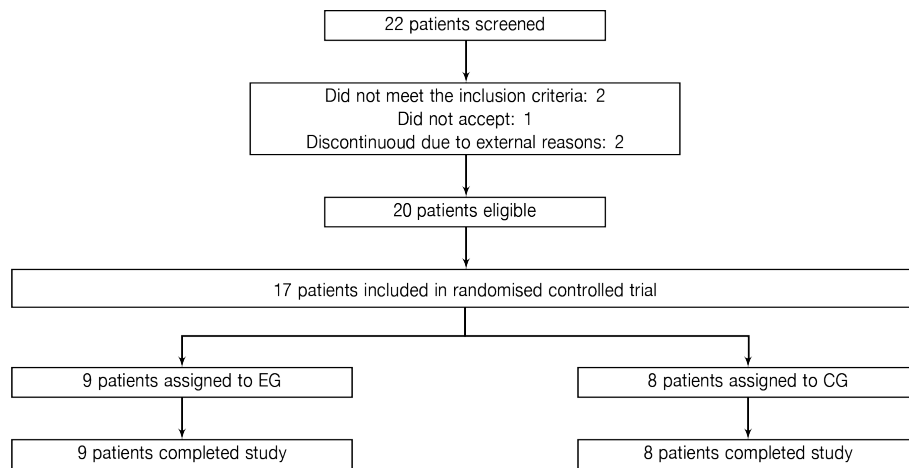 22 patients screened
Did not meet the inclusion criteria: 2
Did not accept: 1
Discontinuoud due to external reasons: 2
20 patients eligible
17 patients included in randomised controlled trial
9 patients assigned to EG
8 patients assigned to CG
9 patients completed study
8 patients completed study